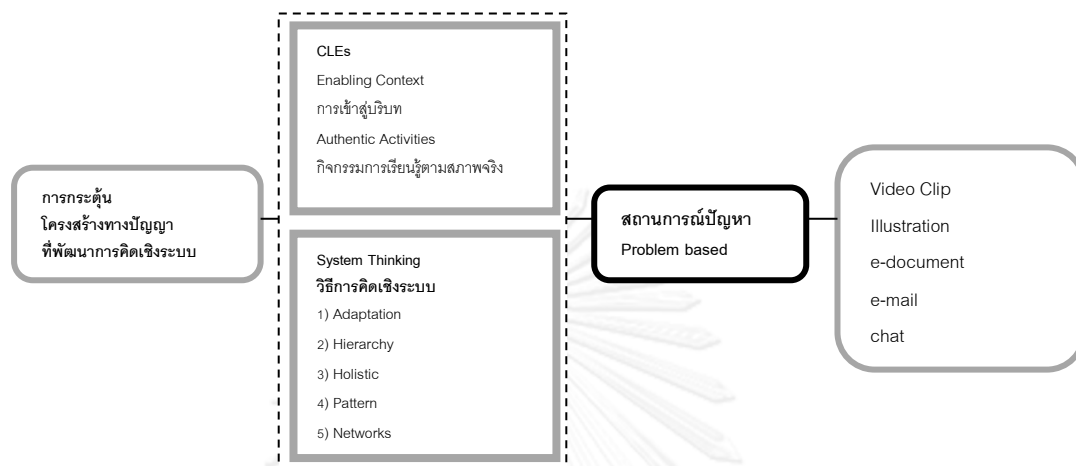 การกระตุ้น
โครงสร้างทางปัญญา
ที่พัฒนาการคิดเชิงระบบ
CLEs
Enabling Context
การเข้าสู่บริบท
Authentic Activities
กิจกรรมการเรียนรู้ตามสภาพจริง
System Thinking
วิธีการคิดเชิงระบบ
1) Adaptation
2) Hierarchy
3) Holistic
4) Pattern
5) Networks
สถานการณ์ปัญหา
Problem based
Video Clip
Illustration
e-document
e-mail
chat